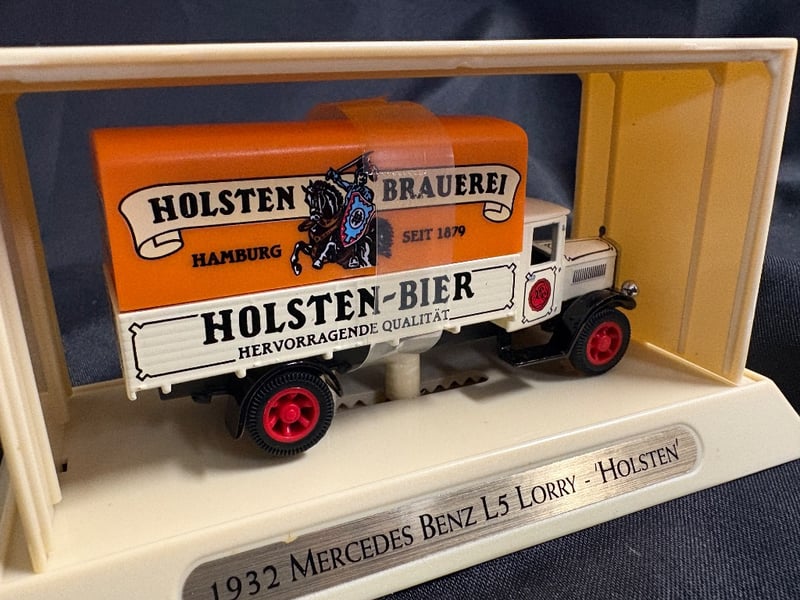 HOLSTEN BRAUEREI
HAMBURG SEIT 1879
HOLSTEN-BIER
HERVORRAGENDE QUALITÄT
1932 MERCEDES BENZ L5 LORRY - 'HOLSTEN'